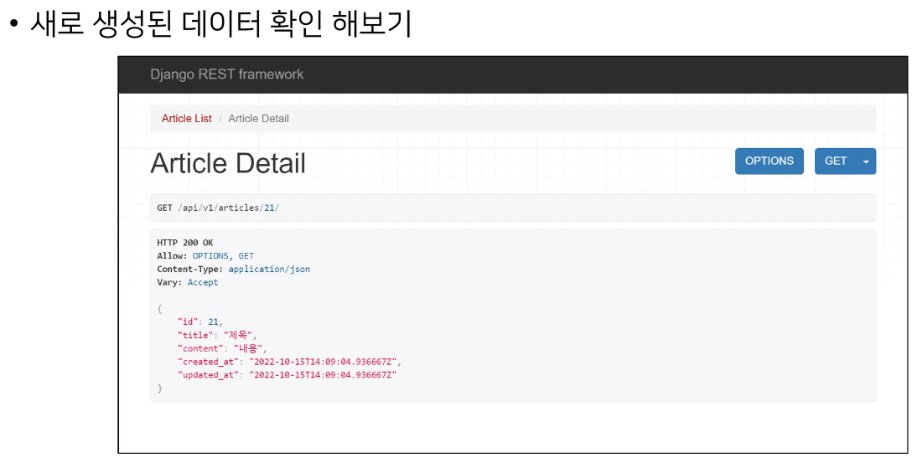 • 새로 생성된 데이터 확인 해보기
Django REST framework
Article List / Article Detail
Article Detail
OPTIONS GET
GET /api/v1/articles/21/
HTTP 200 OK
Allow: OPTIONS, GET
Content-Type: application/json
Vary: Accept
{
"id": 21,
"title": "제목",
"content": "내용",
"created_at": "2022-10-15T14:09:04.936667Z",
"updated_at": "2022-10-15T14:09:04.936667Z"
}